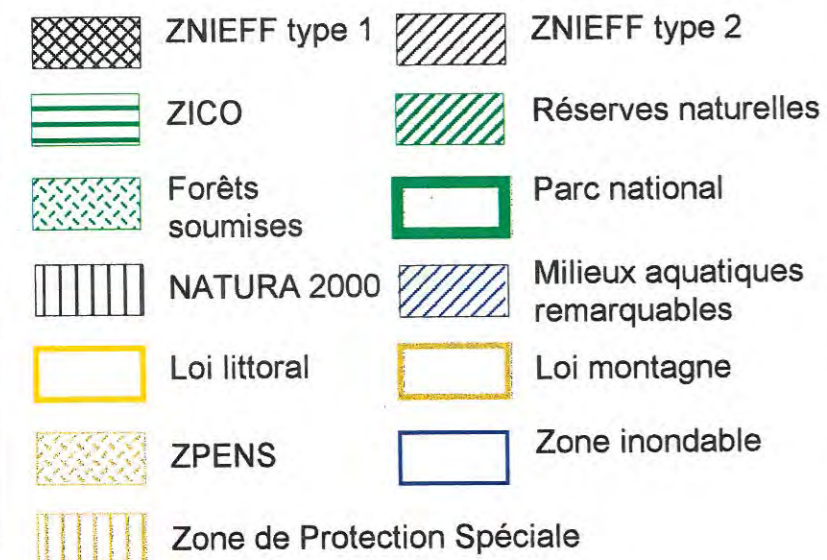 ZNIEFF type 1
ZNIEFF type 2
ZICO
Réserves naturelles
Forêts
soumises
Parc national
NATURA 2000
Milieux aquatiques
remarquables
Loi littoral
Loi montagne
ZPENS
Zone inondable
Zone de Protection Spéciale